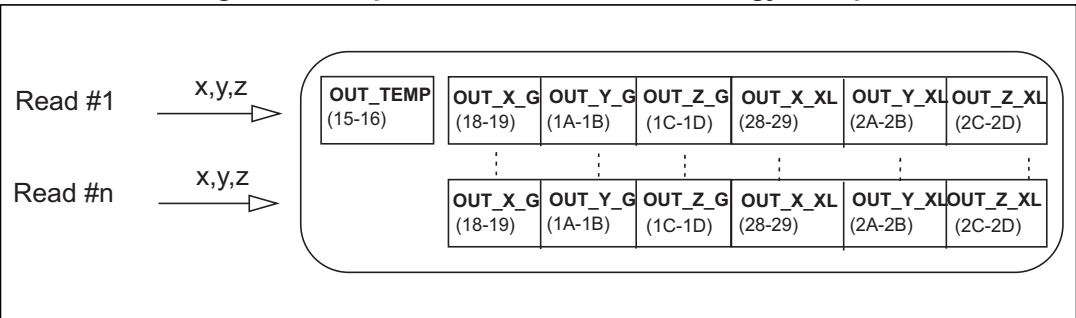 Read #1
x,y,z
OUT_TEMP
(15-16)
OUT_X_G
(18-19)
OUT_Y_G
(1A-1B)
OUT_Z_G
(1C-1D)
OUT_X_XL
(28-29)
OUT_Y_XL
(2A-2B)
OUT_Z_XL
(2C-2D)
Read #n
x,y,z
OUT_X_G
(18-19)
OUT_Y_G
(1A-1B)
OUT_Z_G
(1C-1D)
OUT_X_XL
(28-29)
OUT_Y_XL
(2A-2B)
OUT_Z_XL
(2C-2D)